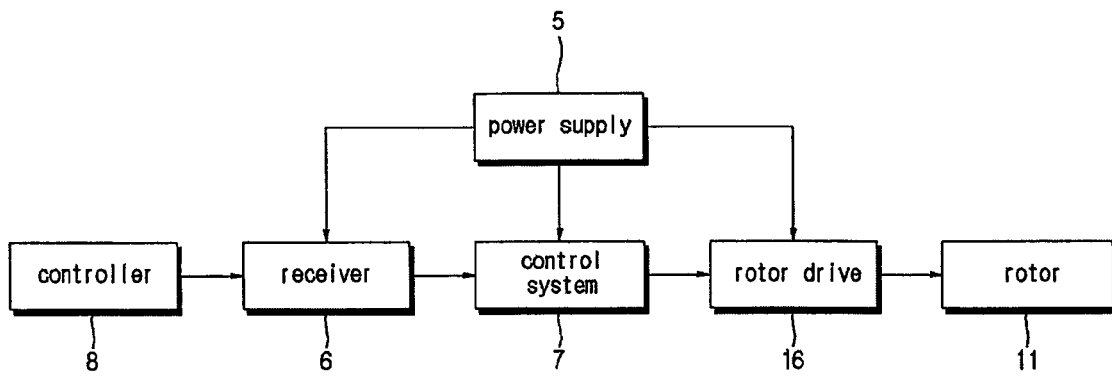 5
power supply
controller
receiver
control
system
rotor drive
rotor
8
6
7
16
11